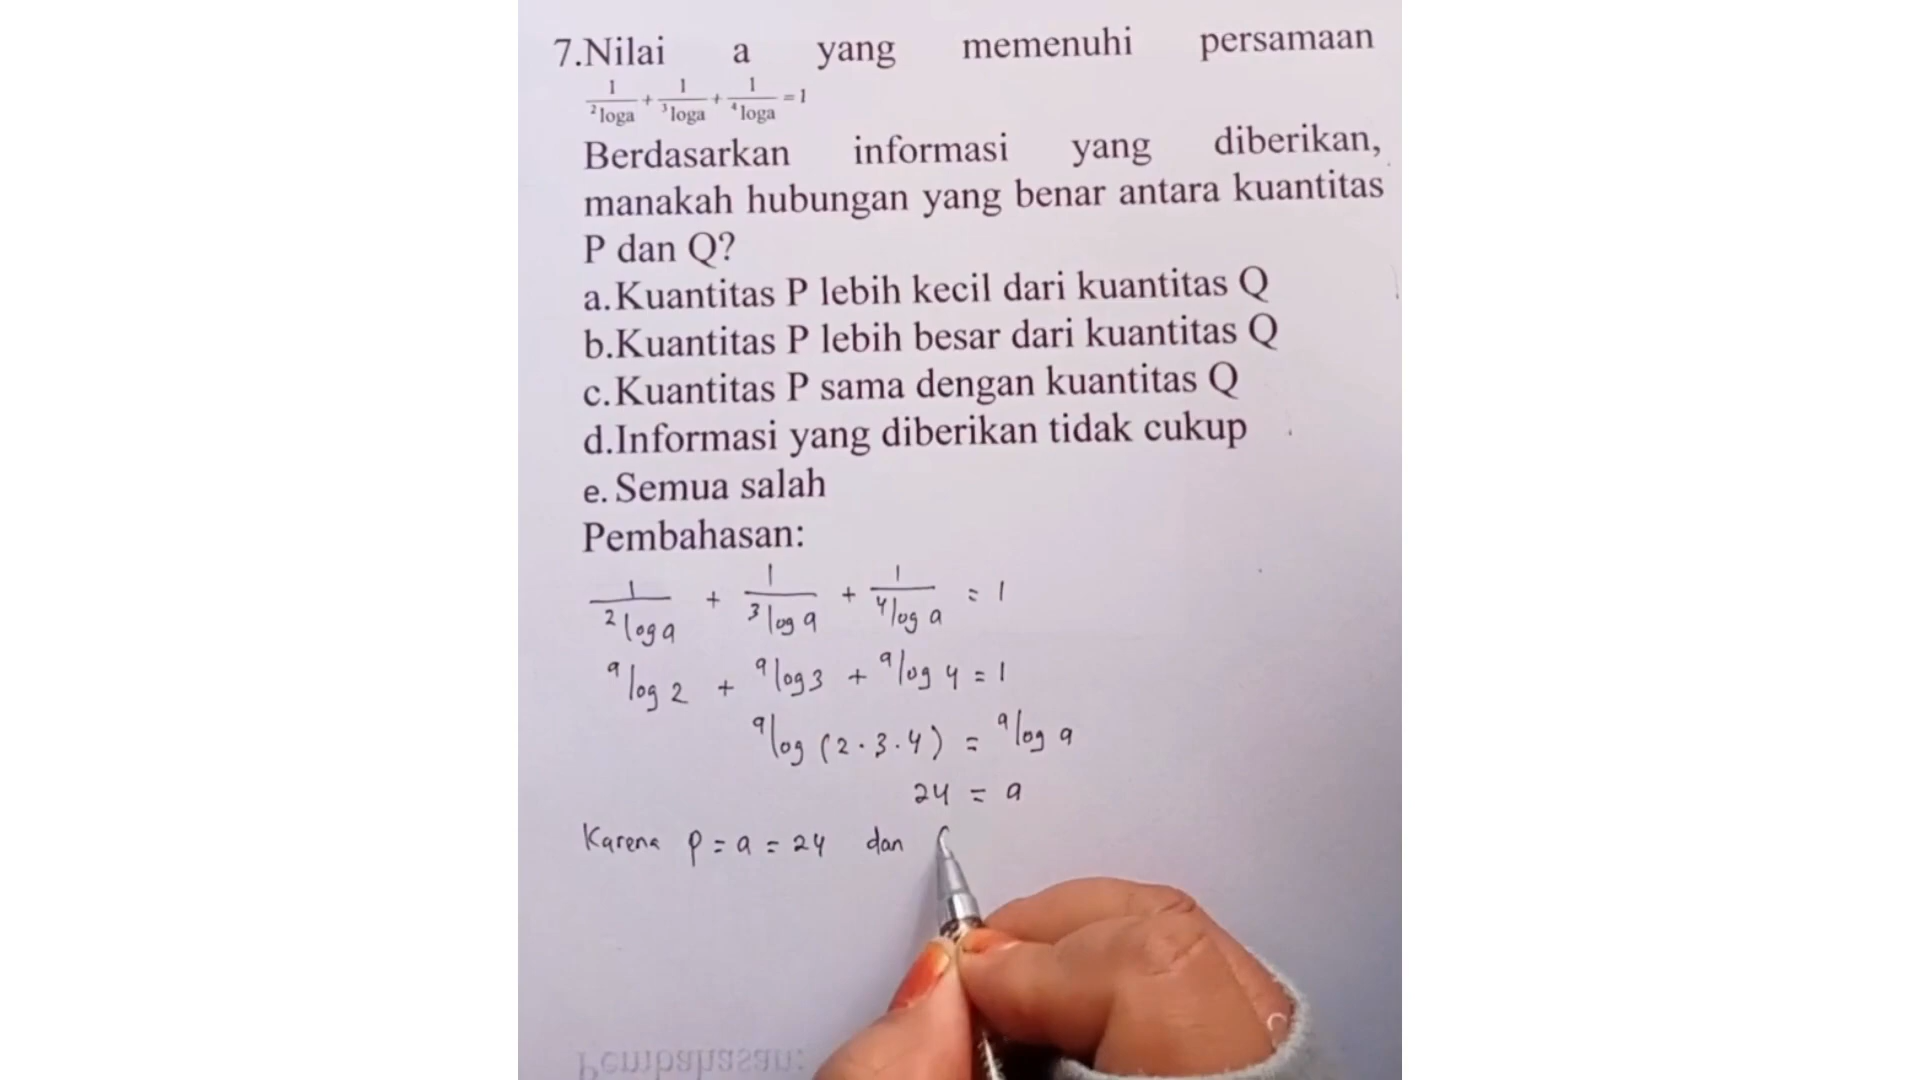 7.Nilai a yang memenuhi persamaan
1/²loga + 1/³loga + 1/⁴loga = 1
Berdasarkan informasi yang diberikan,
manakah hubungan yang benar antara kuantitas
P dan Q?
a.Kuantitas P lebih kecil dari kuantitas Q
b.Kuantitas P lebih besar dari kuantitas Q
c.Kuantitas P sama dengan kuantitas Q
d.Informasi yang diberikan tidak cukup
e. Semua salah
Pembahasan:
1/²log a + 1/³log a + 1/⁴log a = 1
ᵃlog 2 + ᵃlog 3 + ᵃlog 4 = 1
ᵃlog (2 · 3 · 4) = ᵃlog a
24 = a
Karena P = a = 24 dan
Pembahasan: